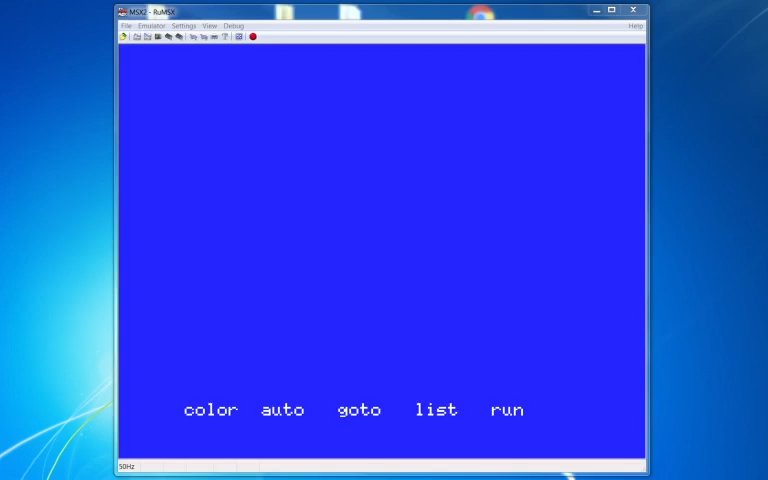 MSX2 - RuMSX
File Emulator Settings View Debug Help
color auto goto list run
50Hz